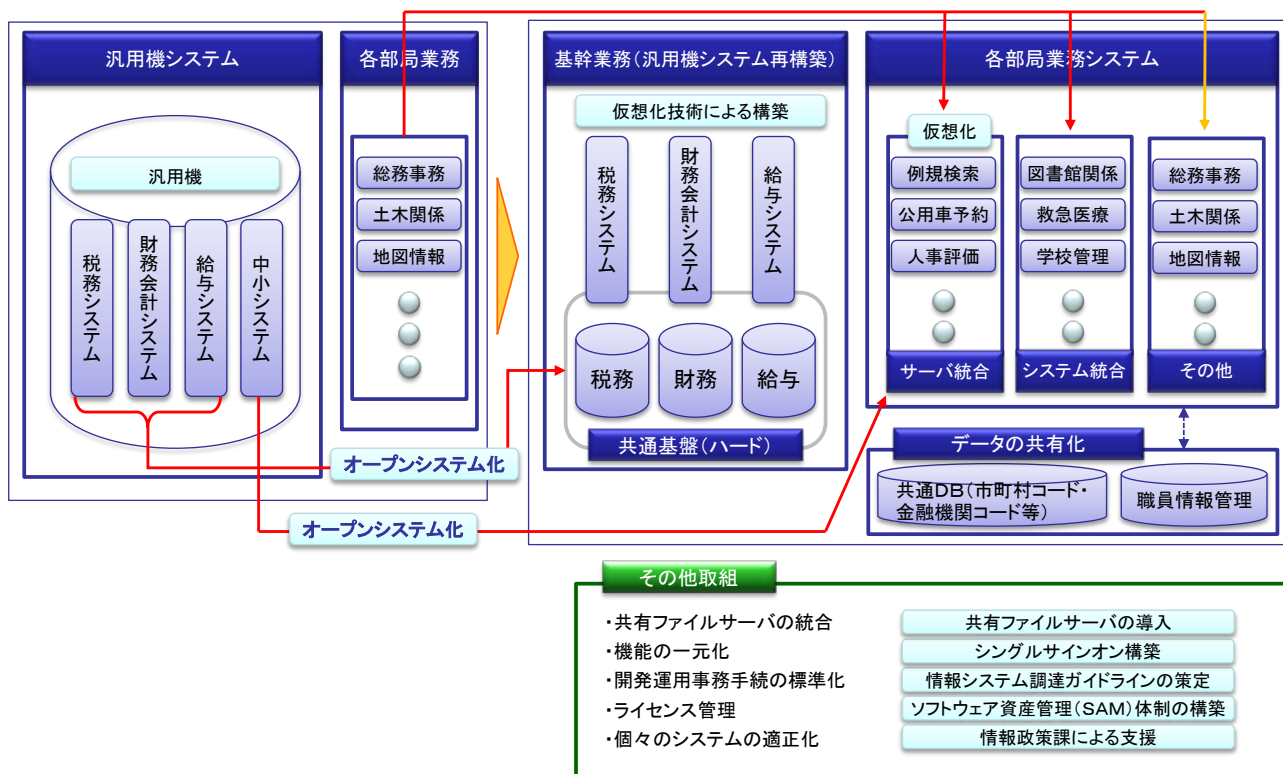 汎用機システム
汎用機
税務システム
財務会計システム
給与システム
中小システム
各部局業務
総務事務
土木関係
地図情報
オープンシステム化
オープンシステム化
基幹業務(汎用機システム再構築)
仮想化技術による構築
税務システム
財務会計システム
給与システム
税務
財務
給与
共通基盤(ハード)
各部局業務システム
仮想化
例規検索
公用車予約
人事評価
サーバ統合
図書館関係
救急医療
学校管理
システム統合
総務事務
土木関係
地図情報
その他
データの共有化
共通DB(市町村コード・
金融機関コード等)
職員情報管理
その他取組
・共有ファイルサーバの統合
共有ファイルサーバの導入
・機能の一元化
シングルサインオン構築
・開発運用事務手続の標準化
情報システム調達ガイドラインの策定
・ライセンス管理
ソフトウェア資産管理(SAM)体制の構築
・個々のシステムの適正化
情報政策課による支援